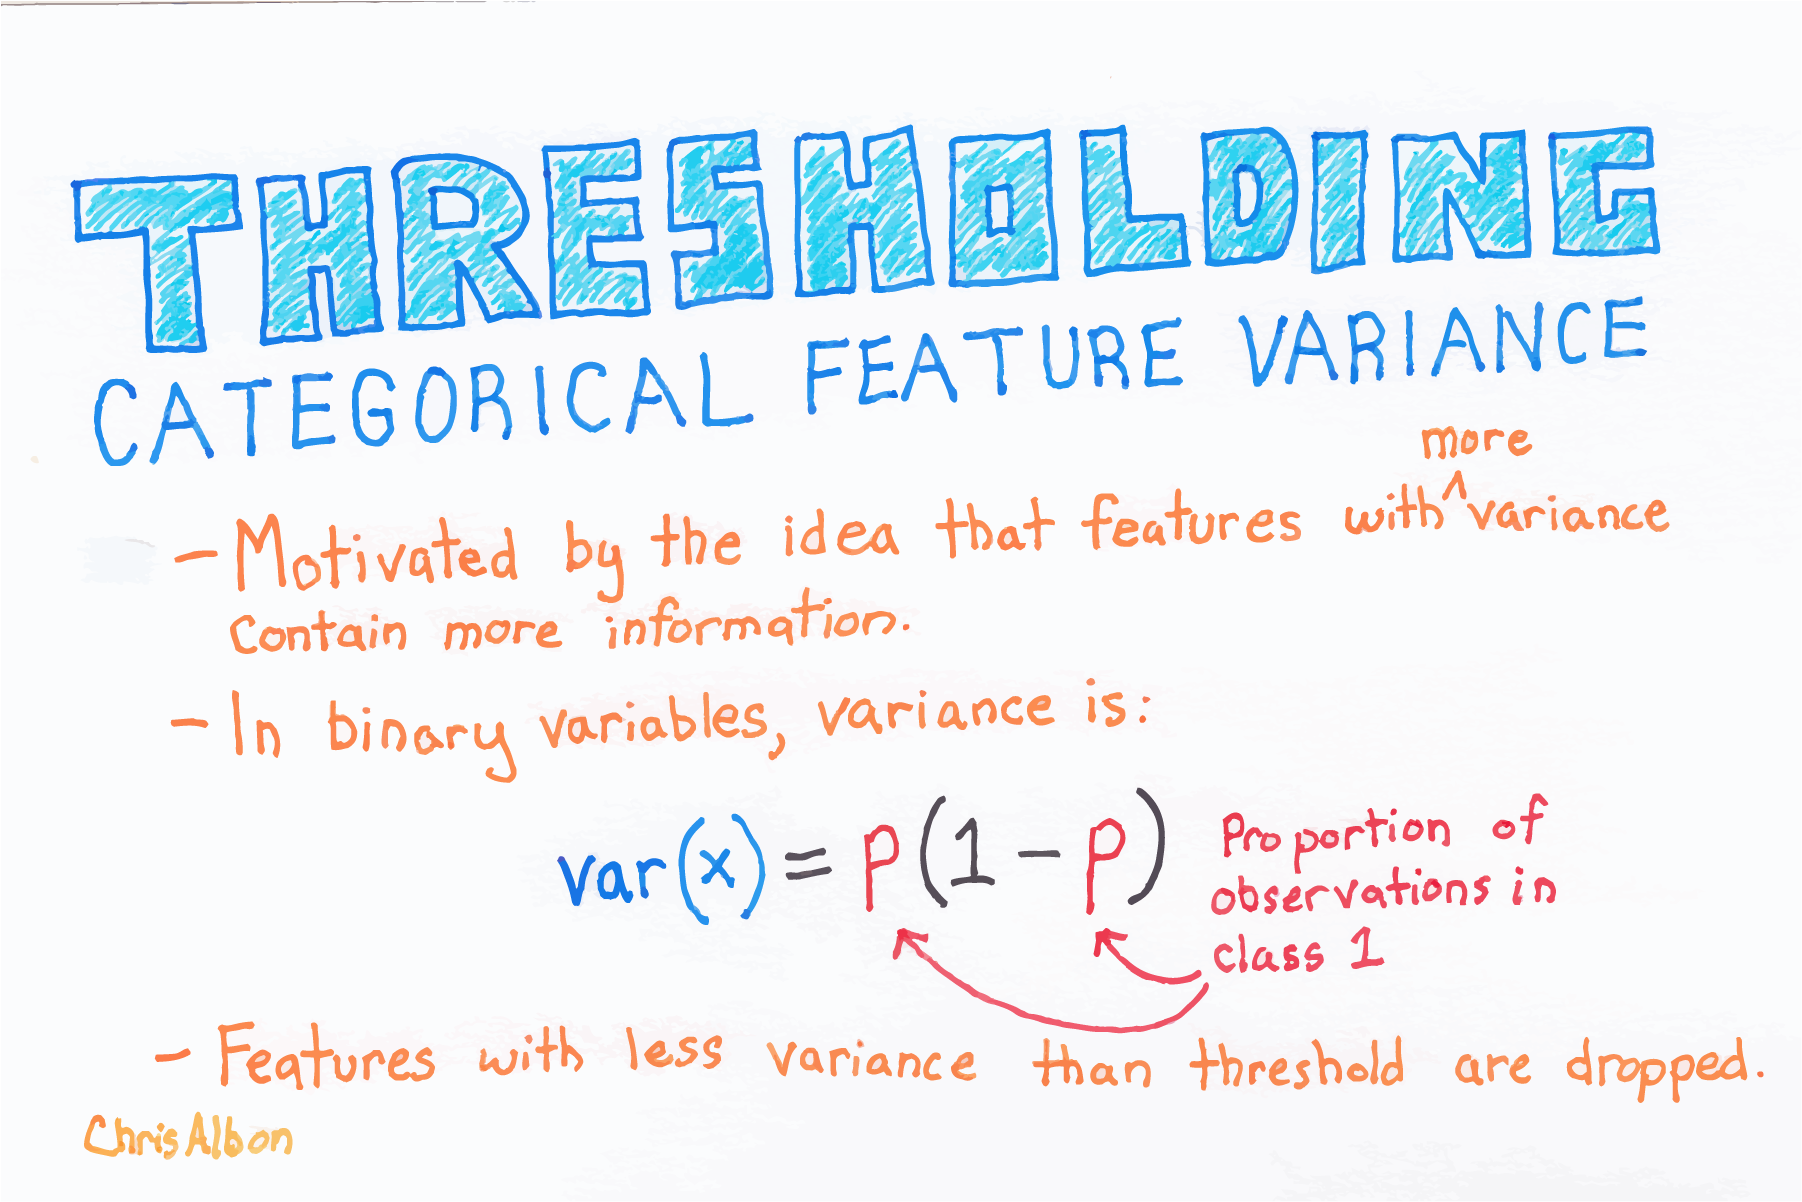 THRESHOLDING
CATEGORICAL FEATURE VARIANCE
more
- Motivated by the idea that features with ^ variance
contain more information.
- In binary variables, variance is:
var(x) = p(1 - p)
Proportion of
observations in
class 1
- Features with less variance than threshold are dropped.
Chris Albon